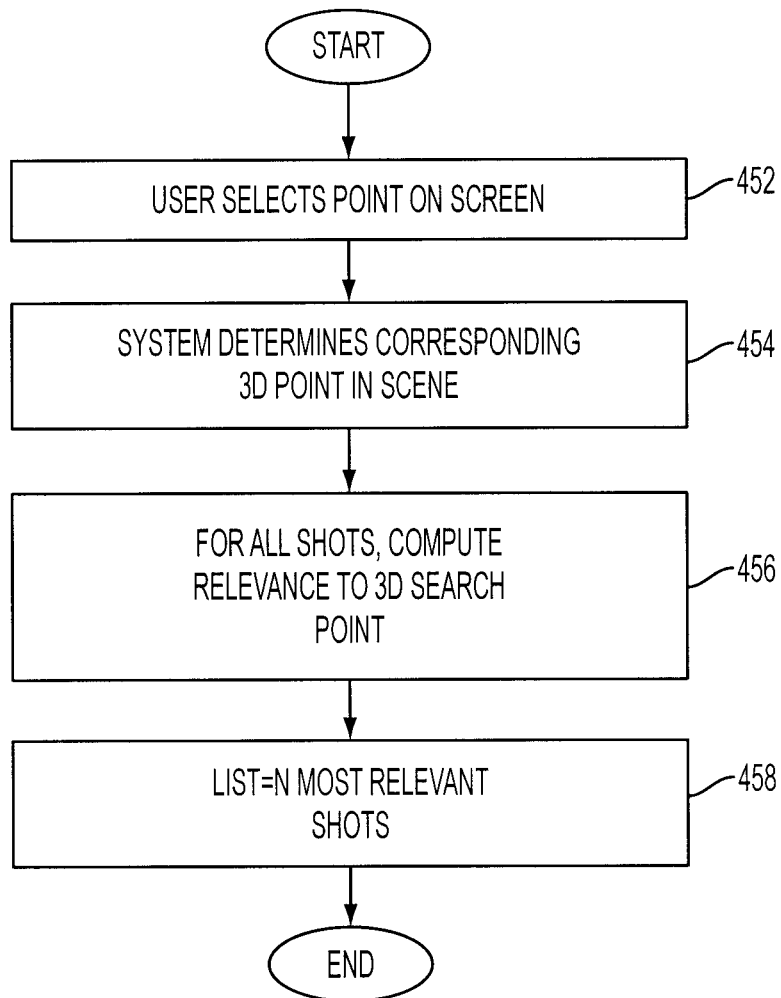 START
USER SELECTS POINT ON SCREEN
452
SYSTEM DETERMINES CORRESPONDING
3D POINT IN SCENE
454
FOR ALL SHOTS, COMPUTE
RELEVANCE TO 3D SEARCH
POINT
456
LIST=N MOST RELEVANT
SHOTS
458
END